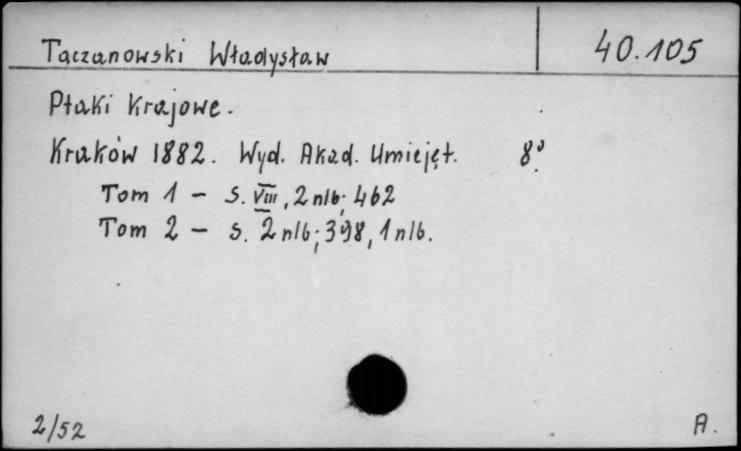 Taczanowski Władysław
40.105
Ptaki Krajowe.
Kraków 1882. Wyd. Akad. Umiejęt. 8º.
Tom 1 – S. VIII, 2 nlb; 462
Tom 2 – S. 2 nlb; 398, 1 nlb.
2/52
A.